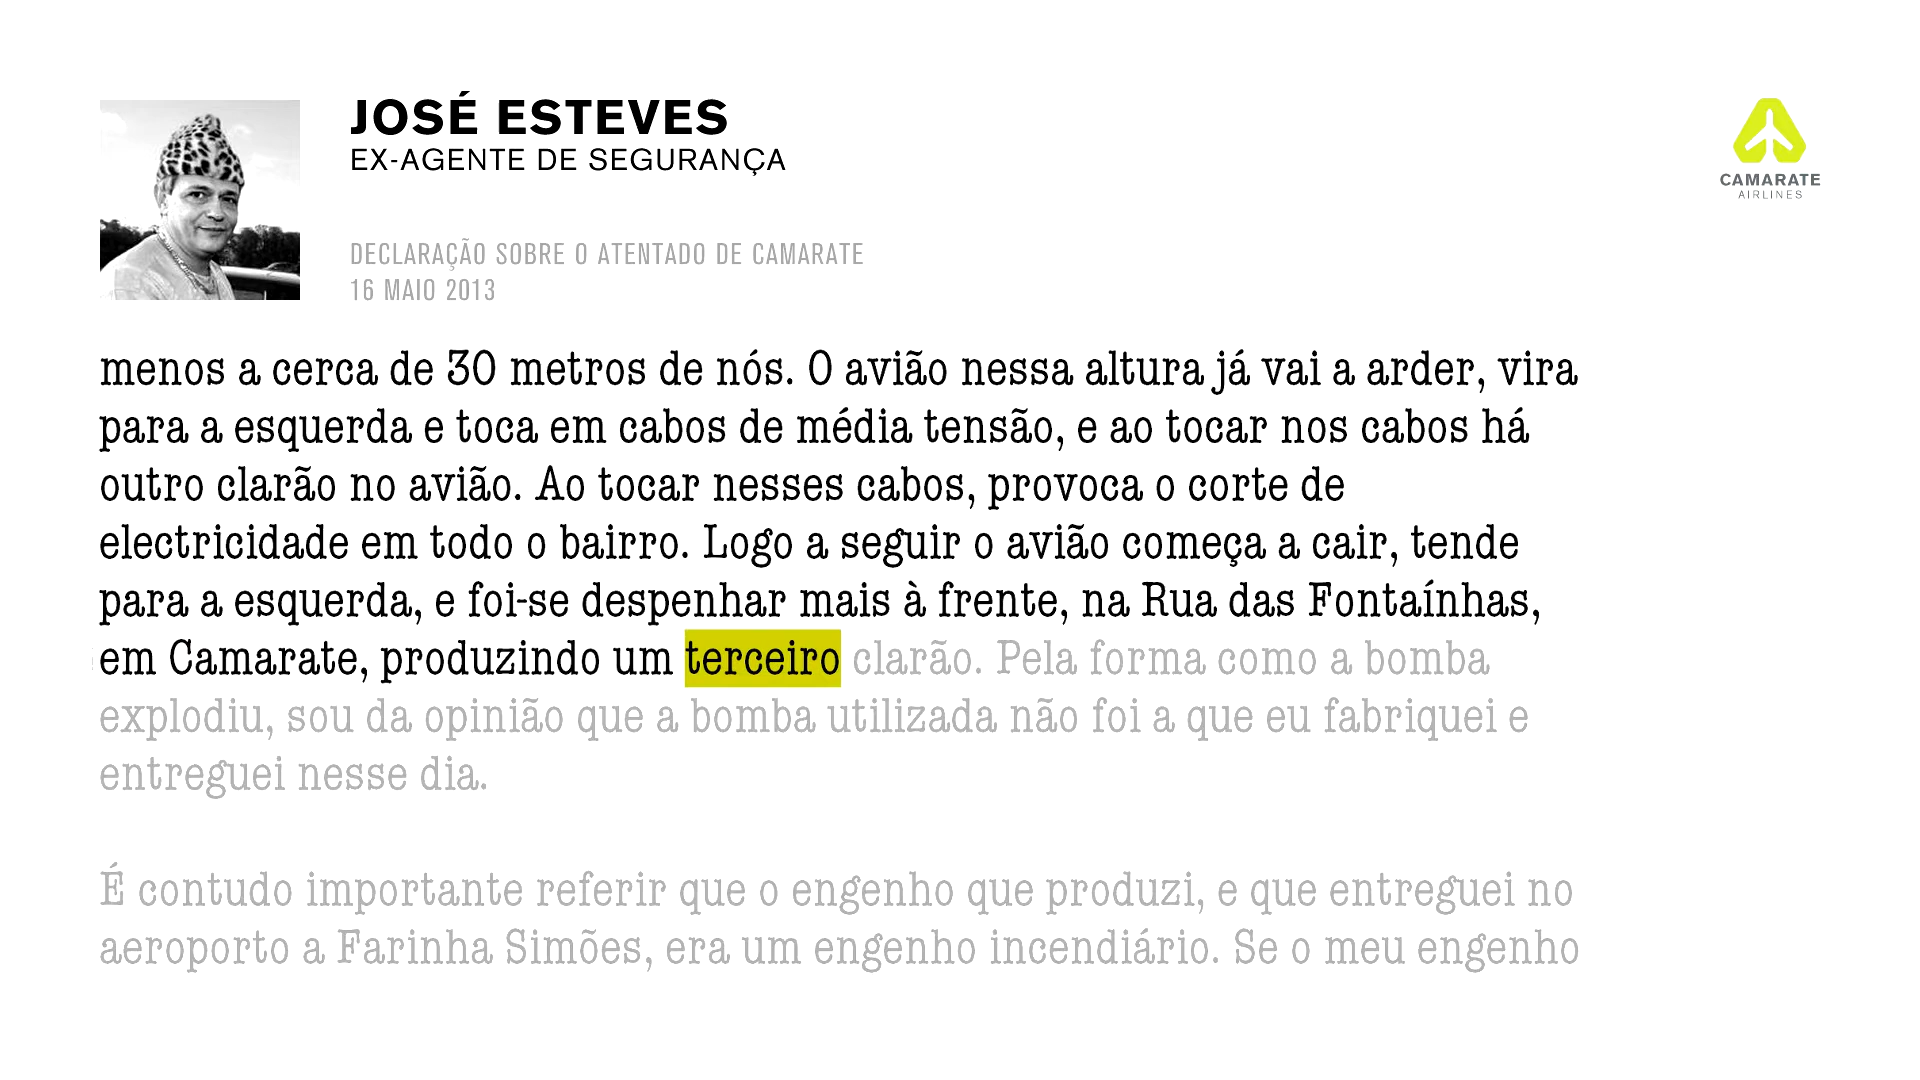 JOSÉ ESTEVES
EX-AGENTE DE SEGURANÇA
DECLARAÇÃO SOBRE O ATENTADO DE CAMARATE
16 MAIO 2013
CAMARATE
AIRLINES
menos a cerca de 30 metros de nós. O avião nessa altura já vai a arder, vira
para a esquerda e toca em cabos de média tensão, e ao tocar nos cabos há
outro clarão no avião. Ao tocar nesses cabos, provoca o corte de
electricidade em todo o bairro. Logo a seguir o avião começa a cair, tende
para a esquerda, e foi-se despenhar mais à frente, na Rua das Fontaínhas,
em Camarate, produzindo um terceiro clarão. Pela forma como a bomba
explodiu, sou da opinião que a bomba utilizada não foi a que eu fabriquei e
entreguei nesse dia.
É contudo importante referir que o engenho que produzi, e que entreguei no
aeroporto a Farinha Simões, era um engenho incendiário. Se o meu engenho